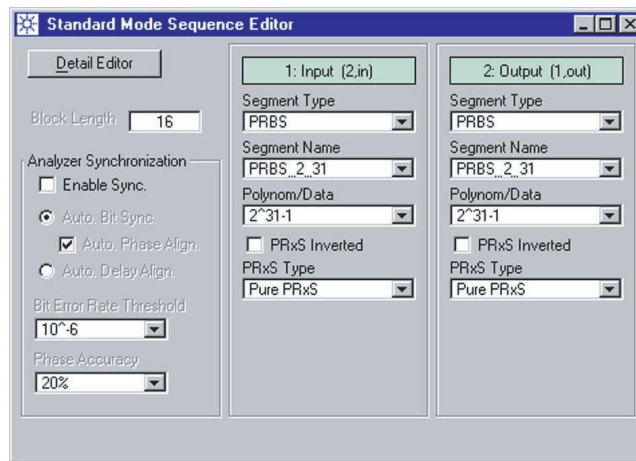 Standard Mode Sequence Editor
Detail Editor
Block Length 16
Analyzer Synchronization
Enable Sync.
Auto. Bit Sync.
Auto. Phase Align.
Auto. Delay Align.
Bit Error Rate Threshold
10^-6
Phase Accuracy
20%
1: Input (2,in)
Segment Type
PRBS
Segment Name
PRBS_2_31
Polynom/Data
2^31-1
PRxS Inverted
PRxS Type
Pure PRxS
2: Output (1,out)
Segment Type
PRBS
Segment Name
PRBS_2_31
Polynom/Data
2^31-1
PRxS Inverted
PRxS Type
Pure PRxS